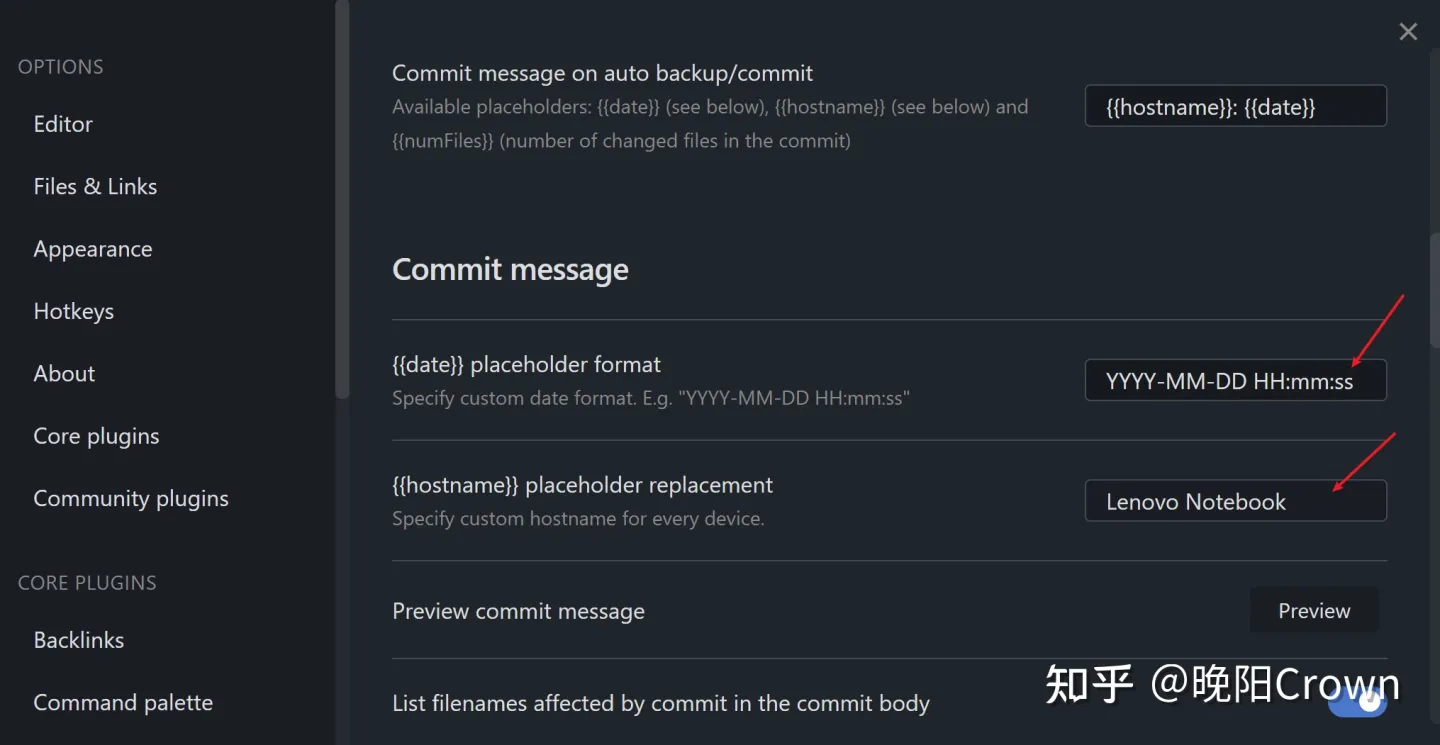 OPTIONS
Editor
Files & Links
Appearance
Hotkeys
About
Core plugins
Community plugins
CORE PLUGINS
Backlinks
Command palette
Commit message on auto backup/commit
Available placeholders: {{date}} (see below), {{hostname}} (see below) and
{{numFiles}} (number of changed files in the commit)
{{hostname}}: {{date}}
Commit message
{{date}} placeholder format
Specify custom date format. E.g. "YYYY-MM-DD HH:mm:ss"
YYYY-MM-DD HH:mm:ss
{{hostname}} placeholder replacement
Specify custom hostname for every device.
Lenovo Notebook
Preview commit message
Preview
List filenames affected by commit in the commit body
知乎 @晚阳Crown